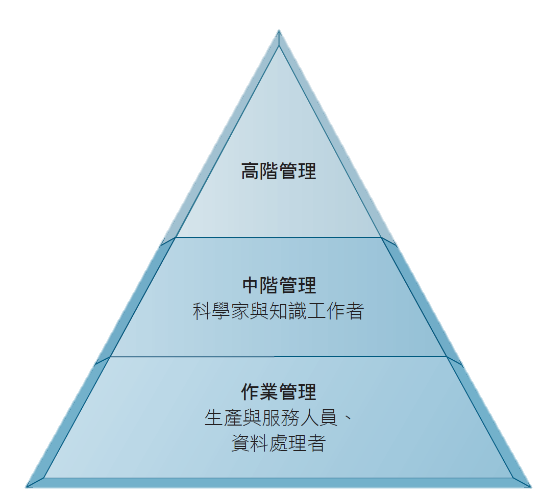 高階管理
中階管理
科學家與知識工作者
作業管理
生產與服務人員、
資料處理者